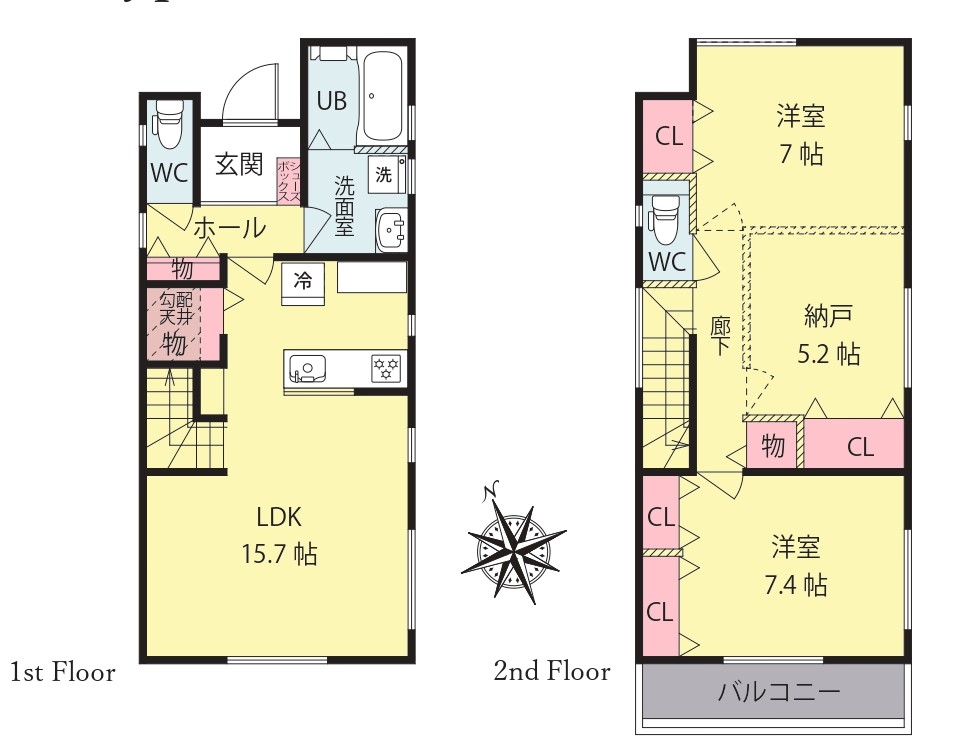 UB
WC
玄関
シューズ
ボックス
洗
洗面室
ホール
物
冷
勾配
天井
物
LDK
15.7 帖
1st Floor
N
洋室
7 帖
CL
WC
廊下
納戸
5.2 帖
物
CL
CL
洋室
7.4 帖
CL
バルコニー
2nd Floor